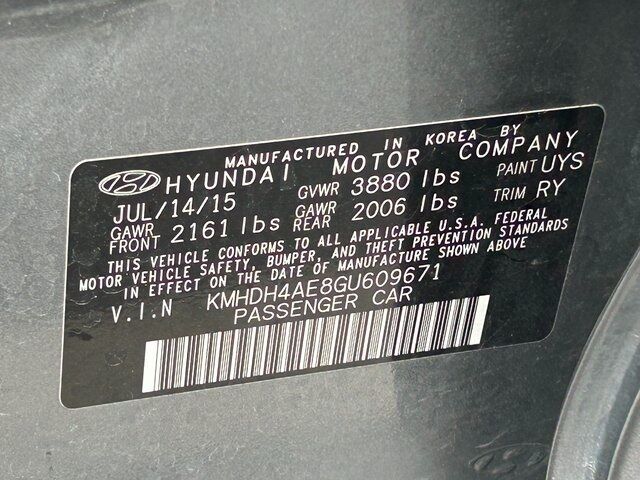 MANUFACTURED IN KOREA BY
HYUNDAI MOTOR COMPANY
JUL/14/15 GVWR 3880 lbs PAINT UYS
GAWR FRONT 2161 lbs GAWR REAR 2006 lbs TRIM RY
THIS VEHICLE CONFORMS TO ALL APPLICABLE U.S.A. FEDERAL
MOTOR VEHICLE SAFETY, BUMPER, AND THEFT PREVENTION STANDARDS
IN EFFECT ON THE DATE OF MANUFACTURE SHOWN ABOVE
V.I.N KMHDH4AE8GU609671
PASSENGER CAR